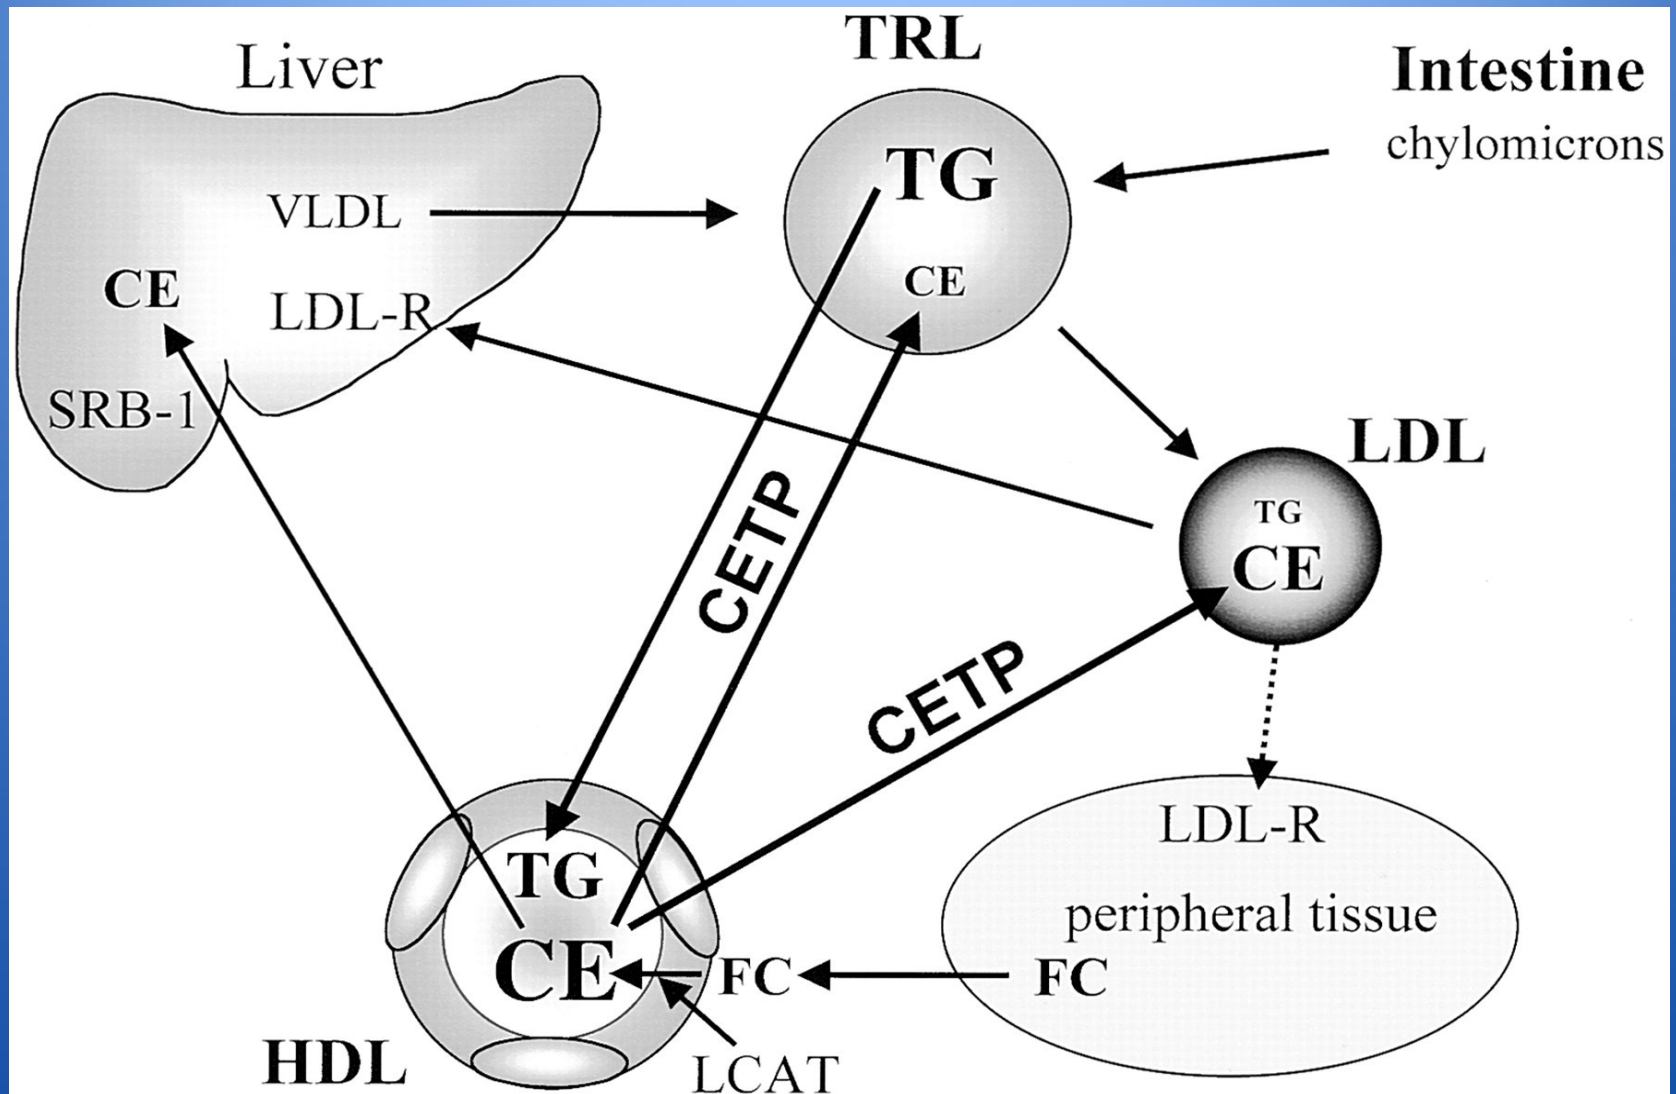 TRL
Liver
Intestine
chylomicrons
TG
VLDL
CE
CE
LDL-R
SRB-1
LDL
TG
CE
CETP
CETP
LDL-R
peripheral tissue
FC
TG
CE
FC
HDL
LCAT